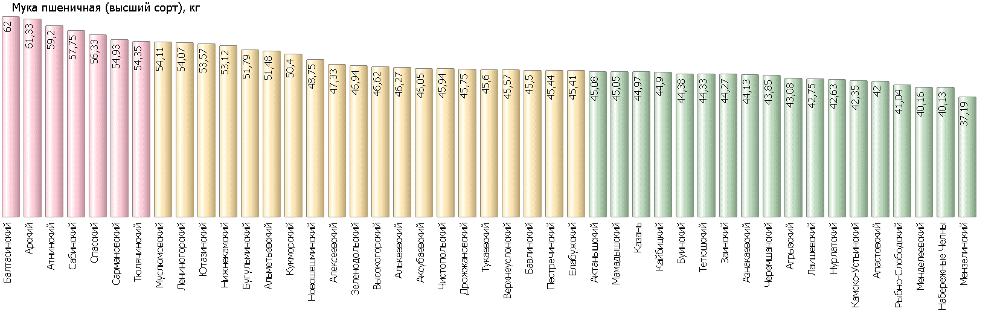 Мука пшеничная (высший сорт), кг
62
61,33
59,2
57,75
56,33
54,93
54,35
54,11
54,07
53,57
53,12
51,79
51,48
50,4
48,75
47,33
46,94
46,62
46,27
46,05
45,94
45,75
45,6
45,57
45,5
45,44
45,41
45,08
45,05
44,97
44,9
44,38
44,33
44,27
44,13
43,85
43,08
42,75
42,63
42,35
42
41,04
40,16
40,13
37,19
Балтасинский
Арский
Атнинский
Сабинский
Спасский
Сармановский
Тюлячинский
Муслюмовский
Лениногорский
Ютазинский
Нижнекамский
Бугульминский
Альметьевский
Кукморский
Новошешминский
Алексеевский
Зеленодольский
Высокогорский
Алькеевский
Аксубаевский
Чистопольский
Дрожжановский
Тукаевский
Верхнеуслонский
Бавлинский
Пестречинский
Елабужский
Актанышский
Мамадышский
Казань
Кайбицкий
Буинский
Тетюшский
Заинский
Азнакаевский
Черемшанский
Агрызский
Лаишевский
Нурлатский
Камско-Устьинский
Апастовский
Рыбно-Слободский
Менделеевский
Набережные Челны
Мензелинский